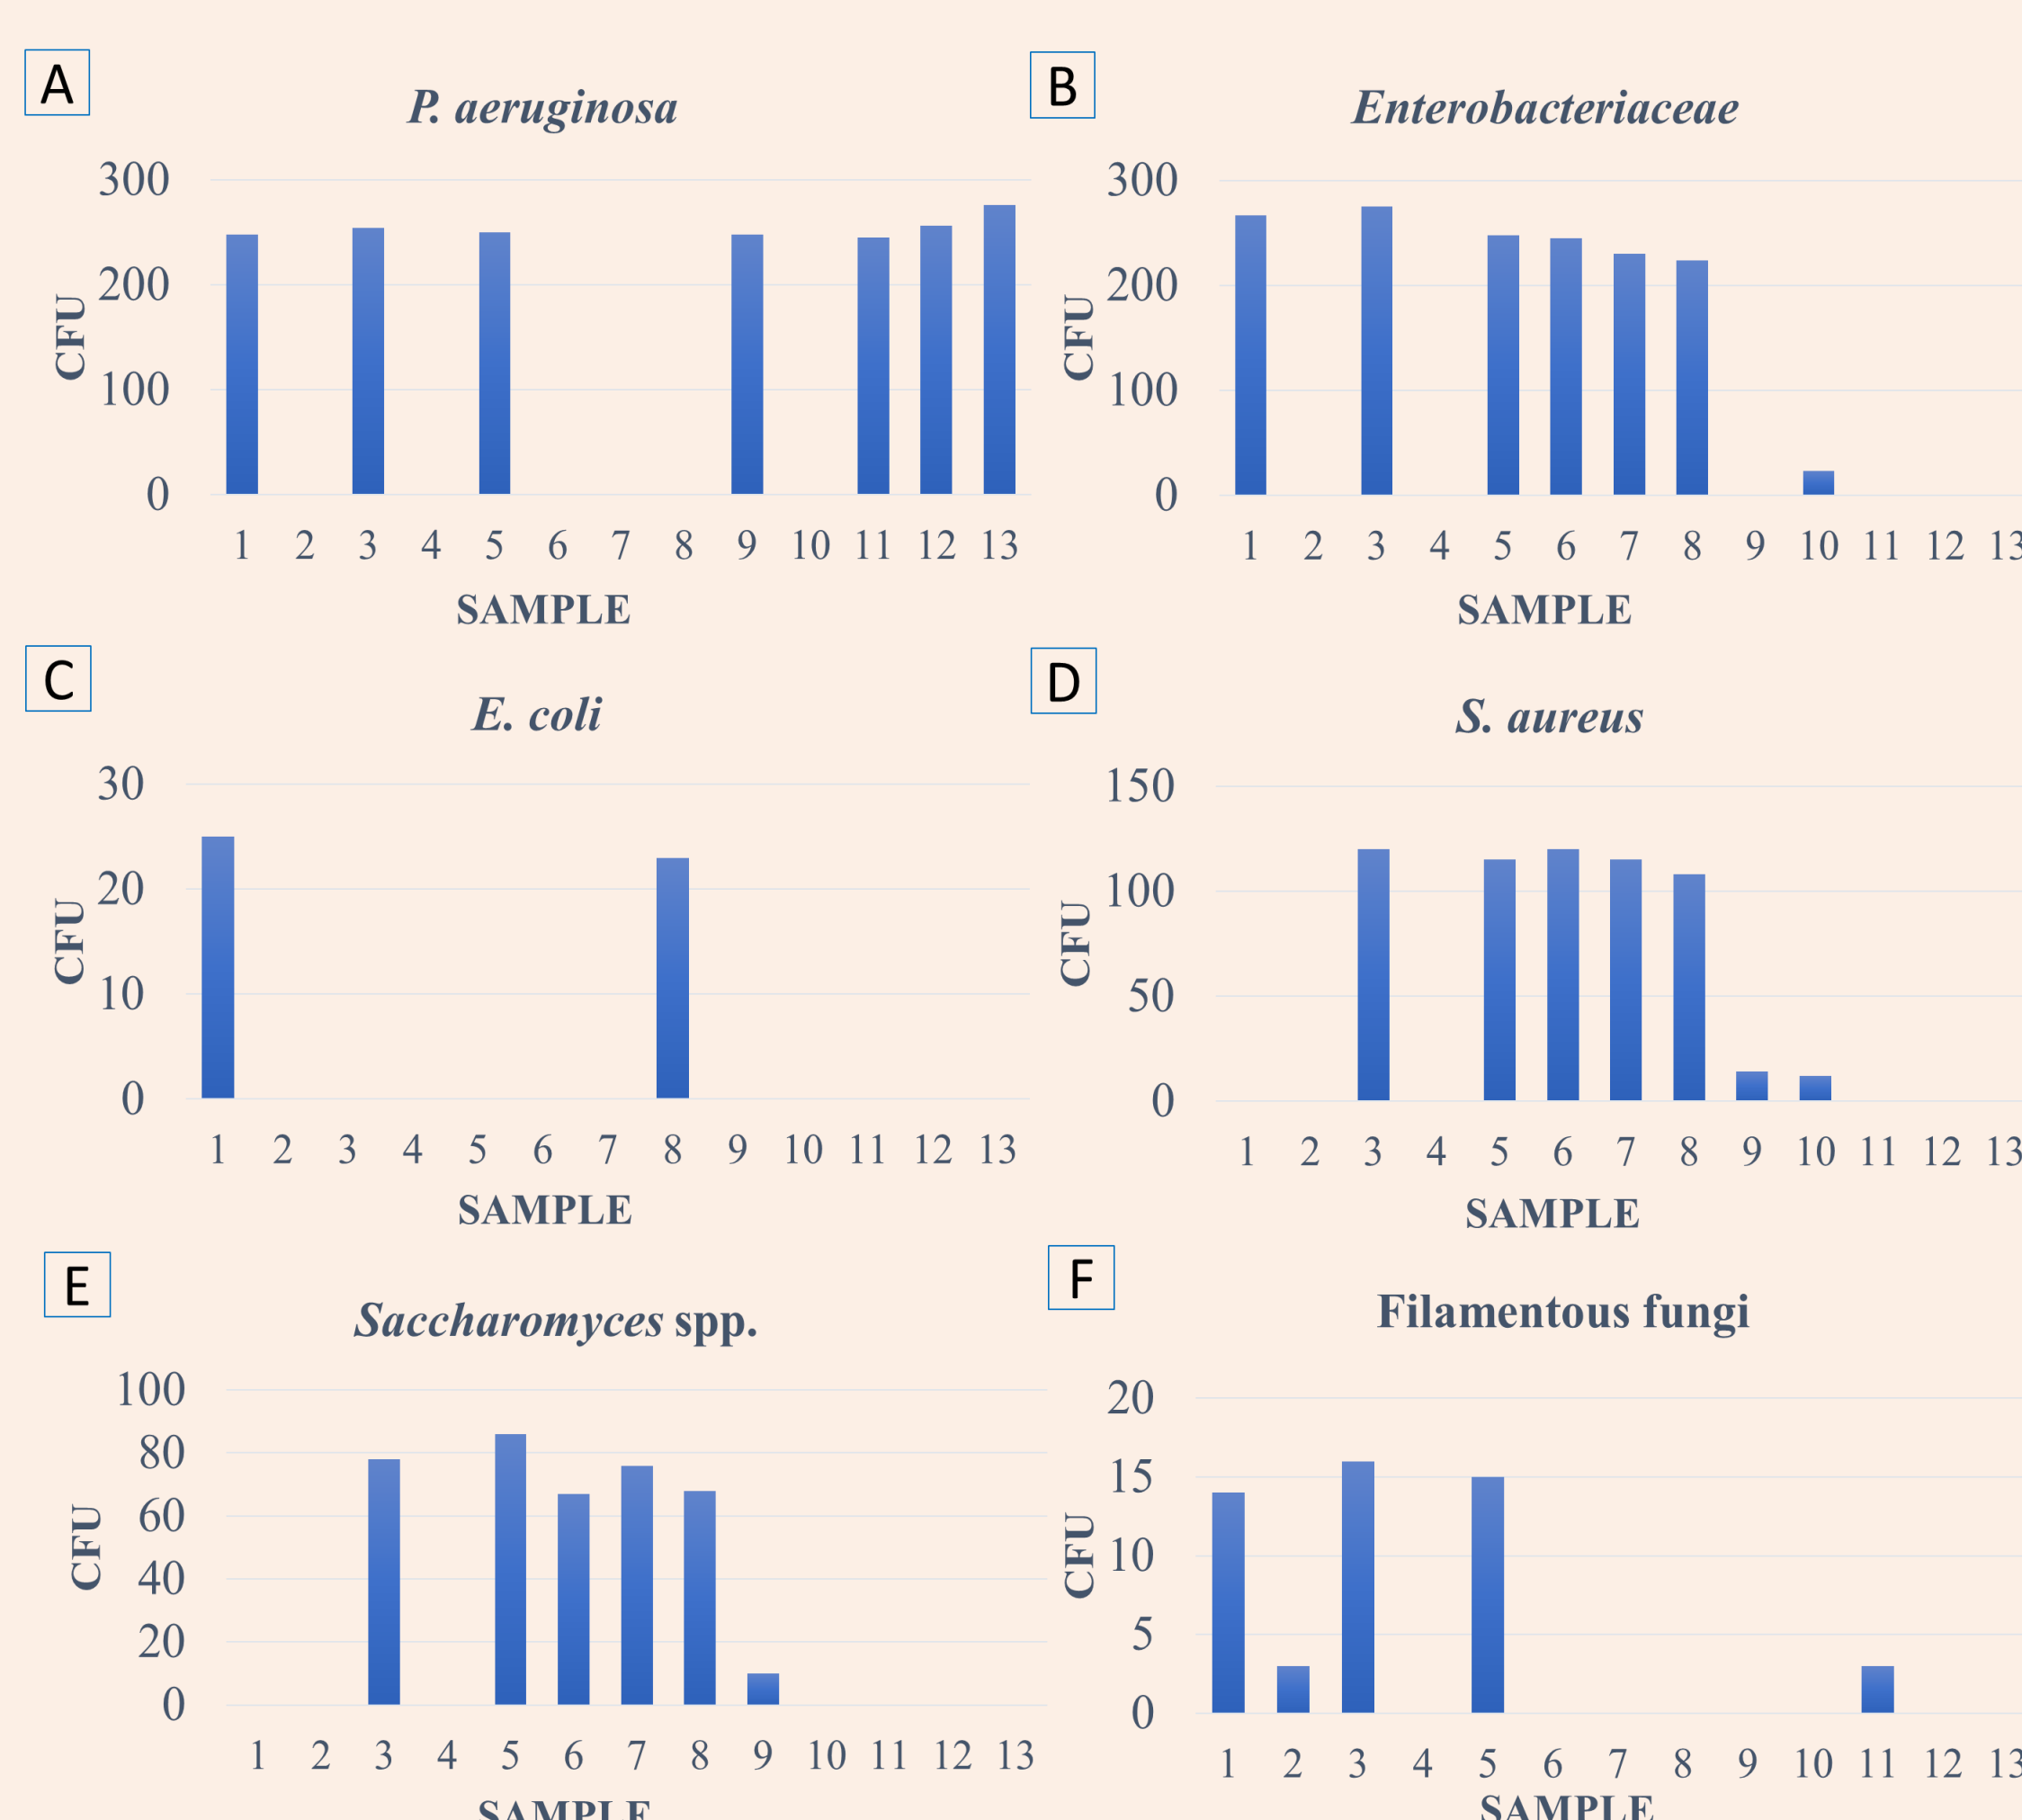 A
P. aeruginosa
300
200
100
0
CFU
1 2 3 4 5 6 7 8 9 10 11 12 13
SAMPLE
B
Enterobacteriaceae
300
200
100
0
CFU
1 2 3 4 5 6 7 8 9 10 11 12 13
SAMPLE
C
E. coli
30
20
10
0
CFU
1 2 3 4 5 6 7 8 9 10 11 12 13
SAMPLE
D
S. aureus
150
100
50
0
CFU
1 2 3 4 5 6 7 8 9 10 11 12 13
SAMPLE
E
Saccharomyces spp.
100
80
60
40
20
0
CFU
1 2 3 4 5 6 7 8 9 10 11 12 13
SAMPLE
F
Filamentous fungi
20
15
10
5
0
CFU
1 2 3 4 5 6 7 8 9 10 11 12 13
SAMPLE